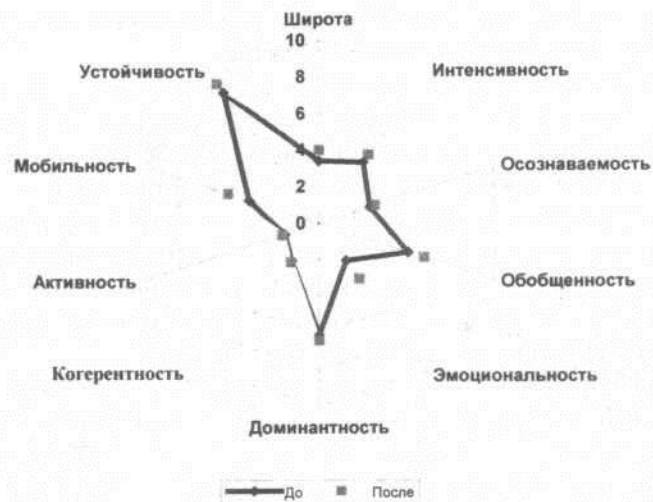 Широта
10
Устойчивость
8
Интенсивность
6
Мобильность
4
Осознаваемость
2
0
Активность
Обобщенность
Когерентность
Эмоциональность
Доминантность
До
После